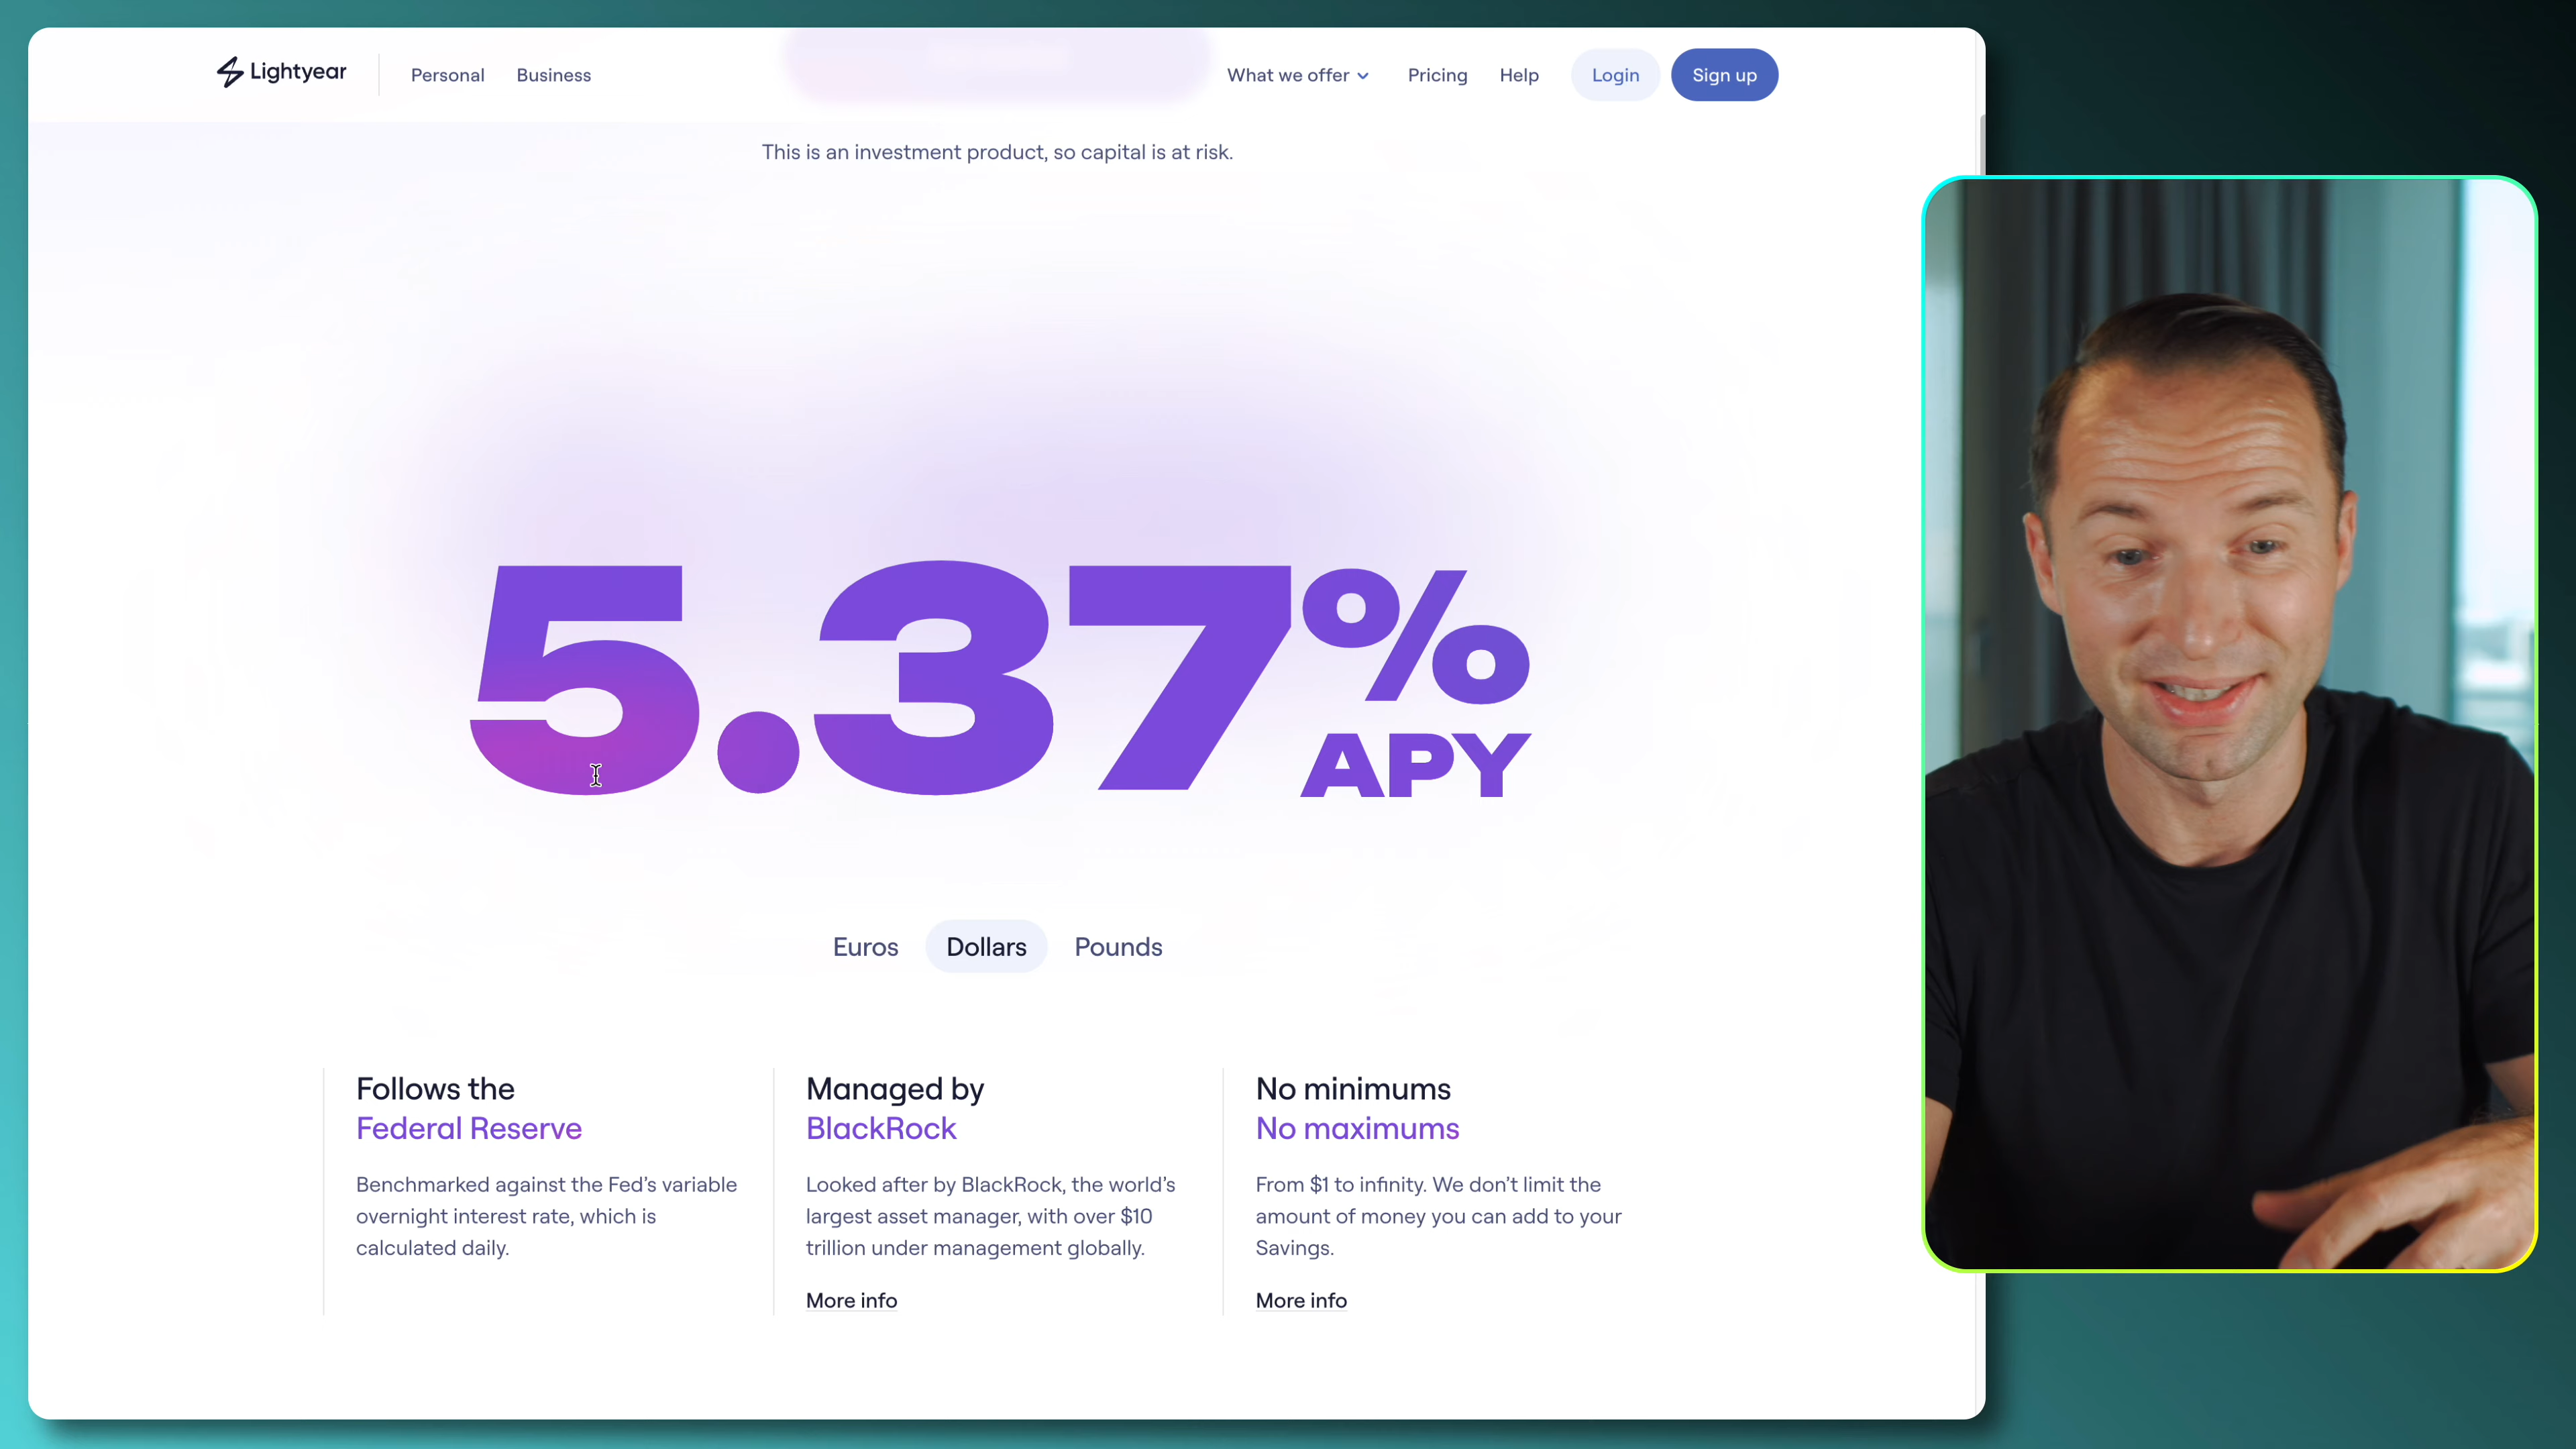 Lightyear
Personal
Business
What we offer
Pricing
Help
Login
Sign up
This is an investment product, so capital is at risk.
5.37%
APY
Euros
Dollars
Pounds
Follows the
Federal Reserve
Benchmarked against the Fed’s variable
overnight interest rate, which is
calculated daily.
Managed by
BlackRock
Looked after by BlackRock, the world’s
largest asset manager, with over $10
trillion under management globally.
More info
No minimums
No maximums
From $1 to infinity. We don’t limit the
amount of money you can add to your
Savings.
More info